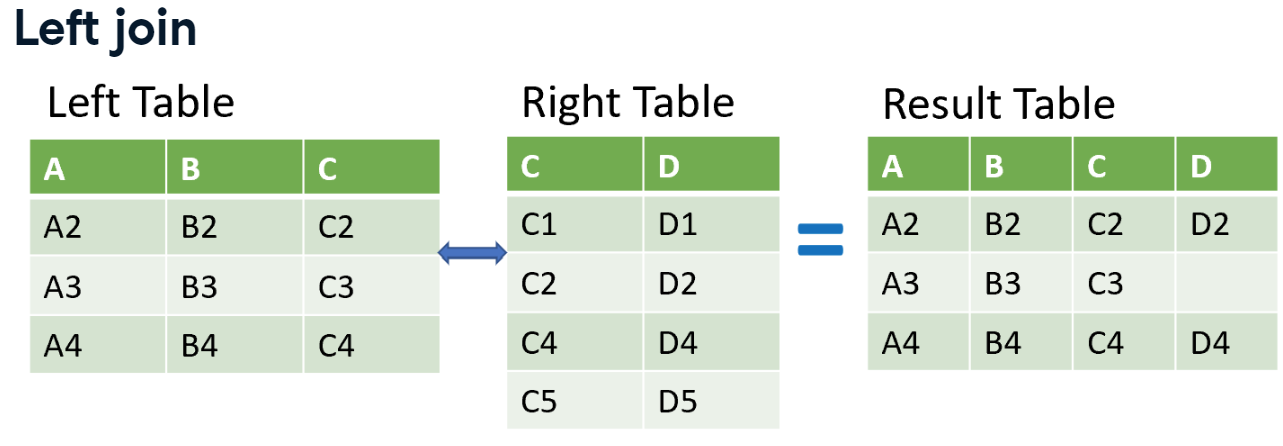 Left join
Left Table Right Table Result Table
A B C C D A B C D
A2 B2 C2 C1 D1 A2 B2 C2 D2
A3 B3 C3 C2 D2 A3 B3 C3
A4 B4 C4 C4 D4 A4 B4 C4 D4
C5 D5